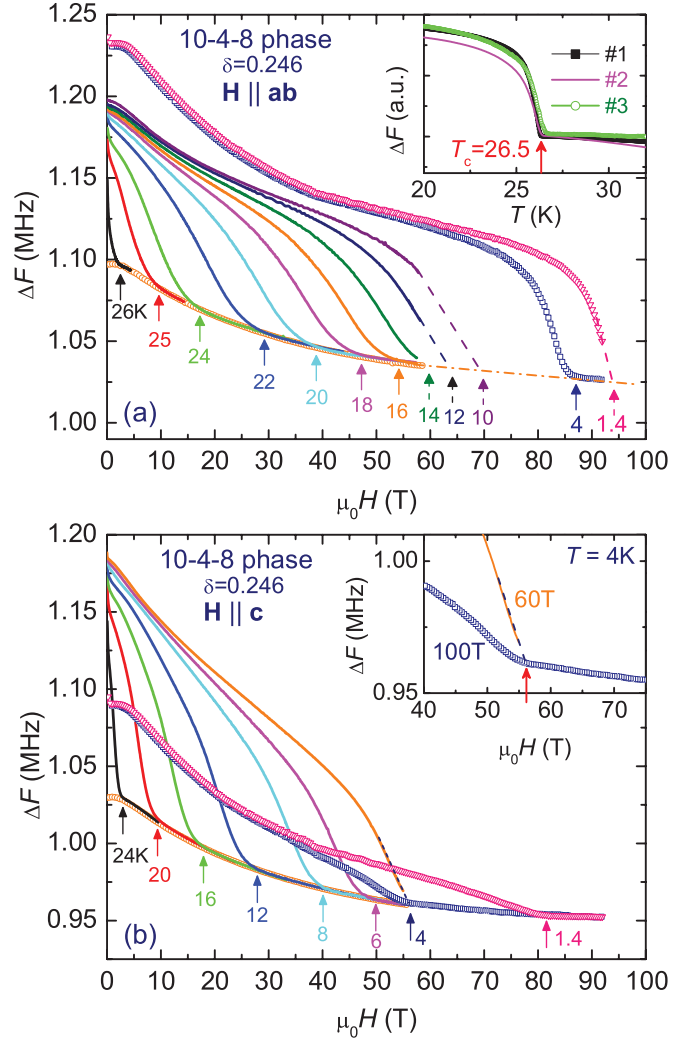 10-4-8 phase
δ=0.246
H || ab
#1
#2
#3
T_c=26.5
ΔF (a.u.)
20 25 30
T (K)
1.25
1.20
1.15
1.10
1.05
1.00
ΔF (MHz)
26K
25
24
22
20
18
16
14
12
10
4
1.4
(a)
0 10 20 30 40 50 60 70 80 90 100
μ₀H (T)
10-4-8 phase
δ=0.246
H || c
T = 4K
1.00
0.95
ΔF (MHz)
60T
100T
40 50 60 70
μ₀H (T)
1.20
1.15
1.10
1.05
1.00
0.95
ΔF (MHz)
24K
20
16
12
8
6
4
1.4
(b)
0 10 20 30 40 50 60 70 80 90 100
μ₀H (T)